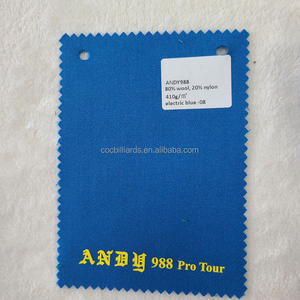 ANDY988
80% wool, 20% nylon
410g/㎡
electric blue -08
cocbilliards.en.alibaba.com
ANDY 988 Pro Tour